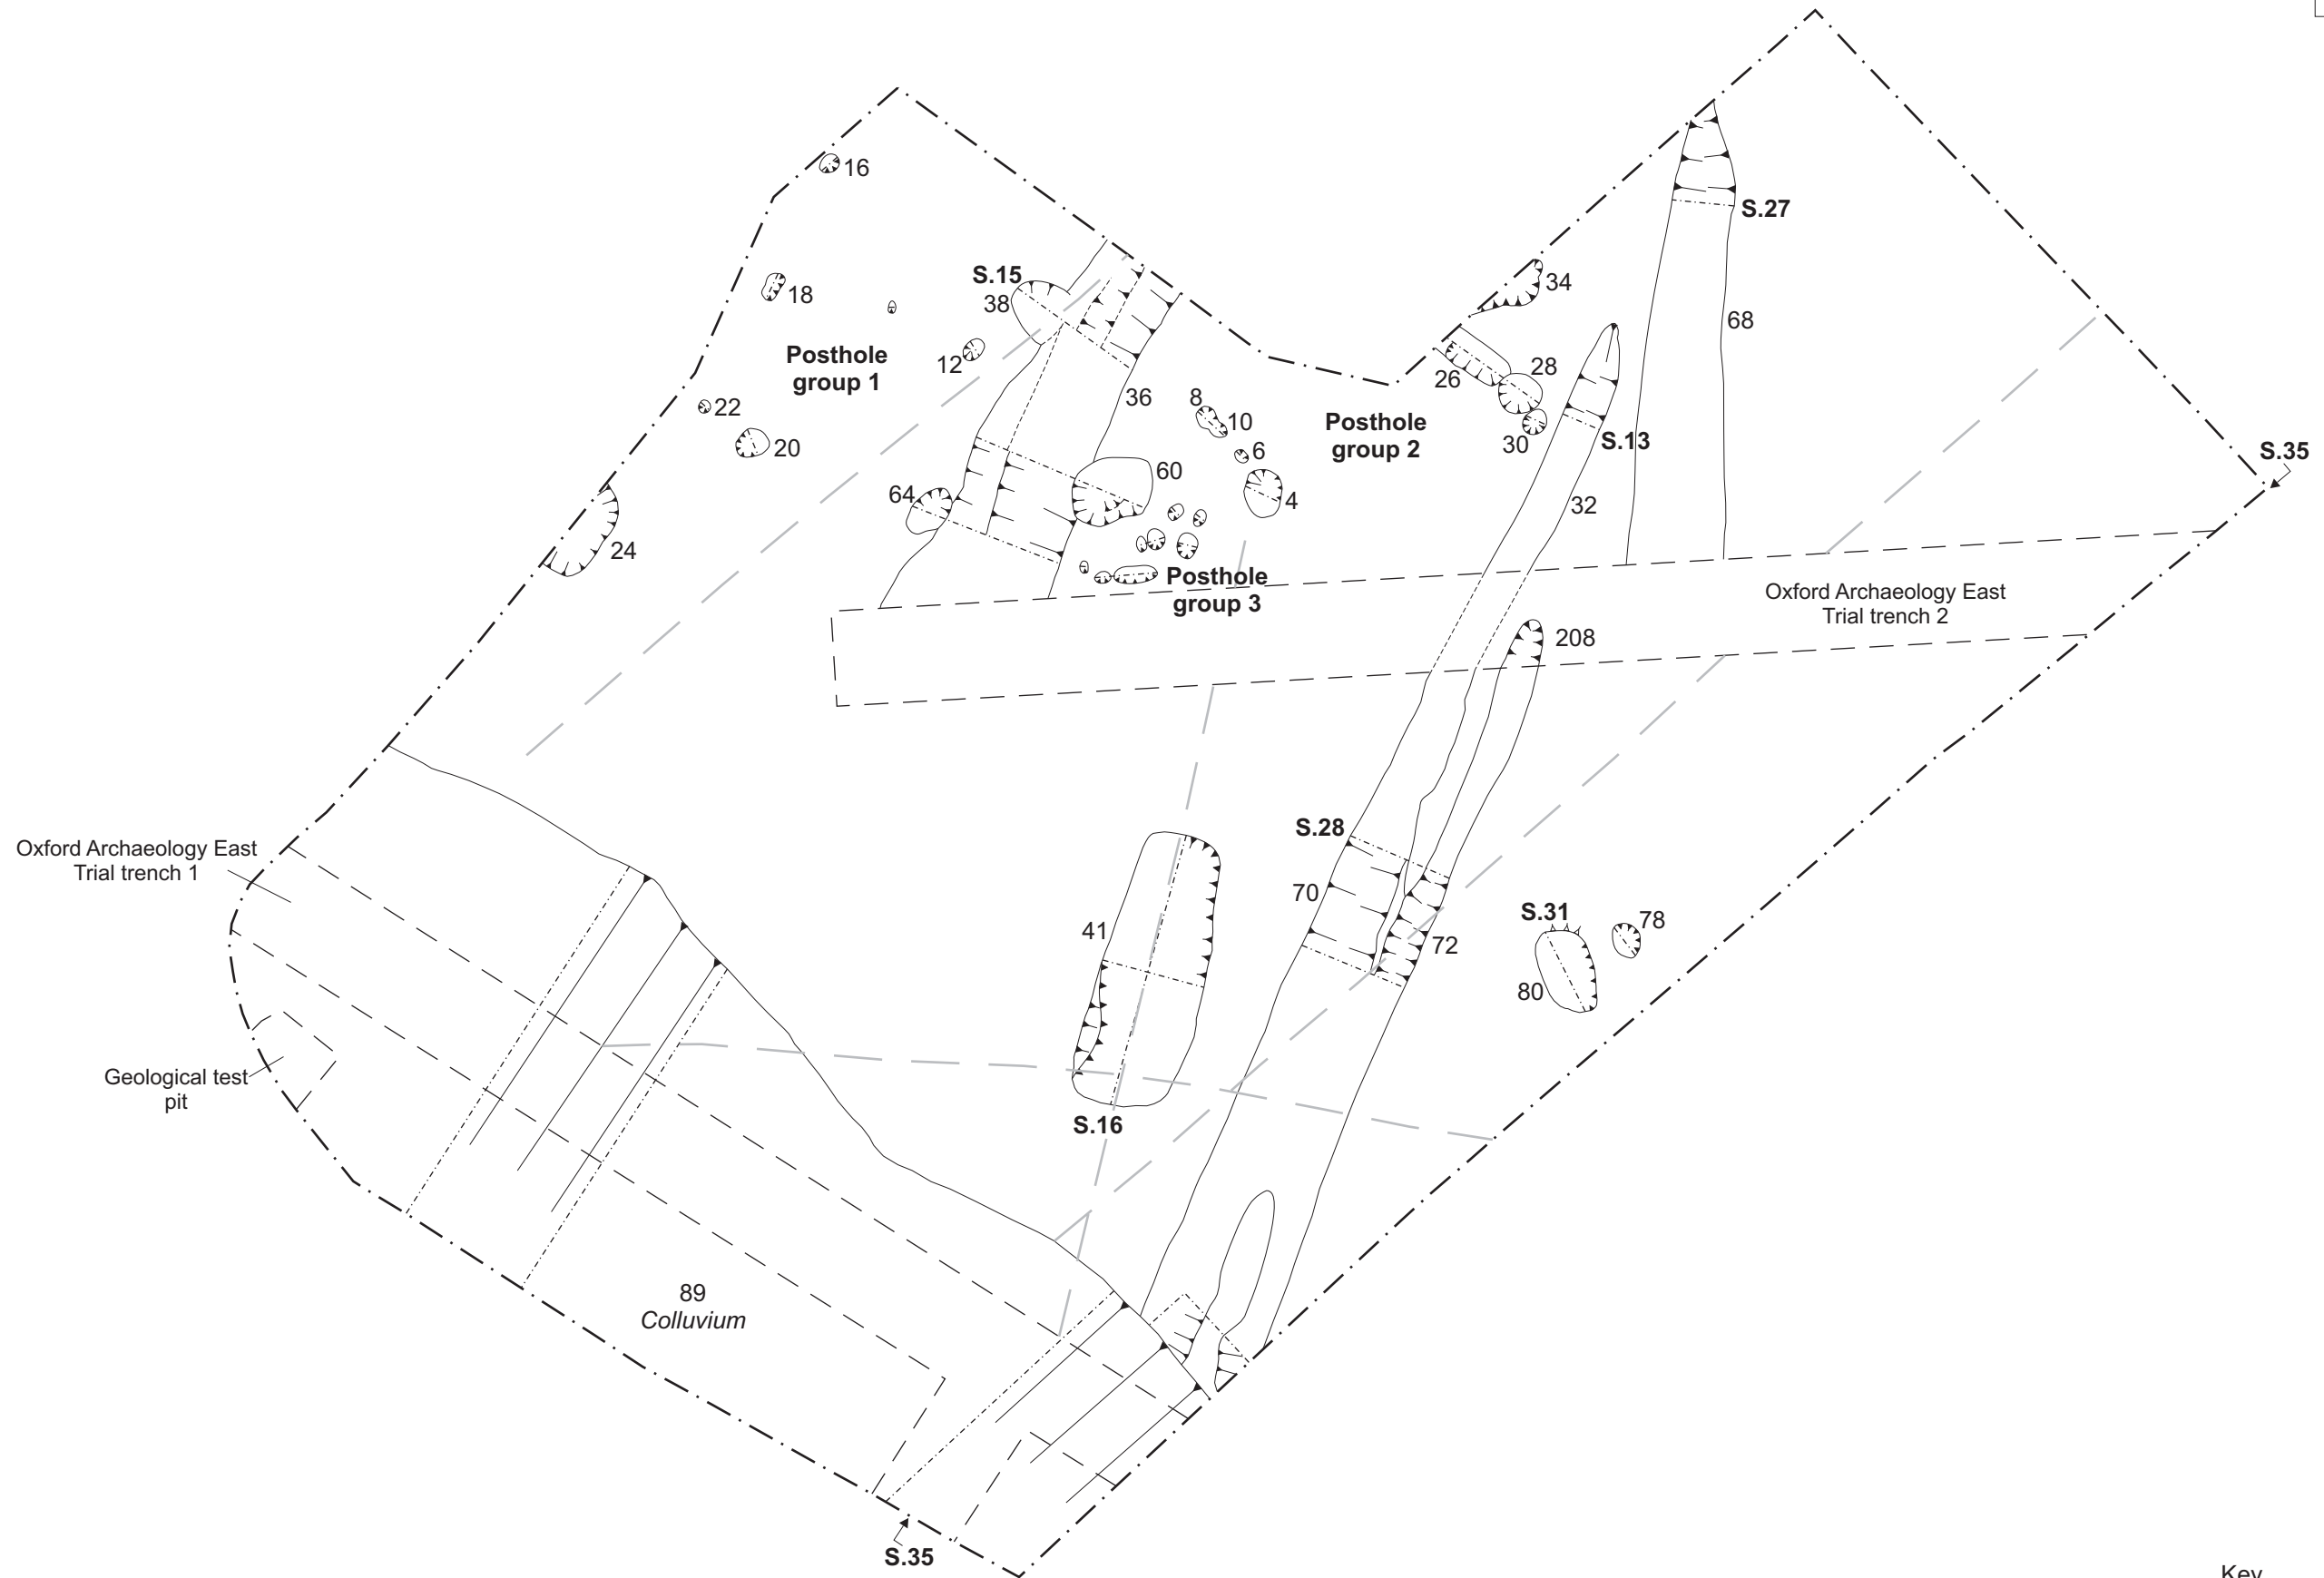 16
S.27
S.15
38
34
18
68
Posthole
group 1
12
26
28
36
8
10
Posthole
group 2
22
20
30
S.13
6
S.35
60
64
4
32
24
Posthole
group 3
Oxford Archaeology East
Trial trench 2
208
S.28
Oxford Archaeology East
Trial trench 1
70
41
S.31
78
72
80
Geological test
pit
S.16
89
Colluvium
S.35
Key